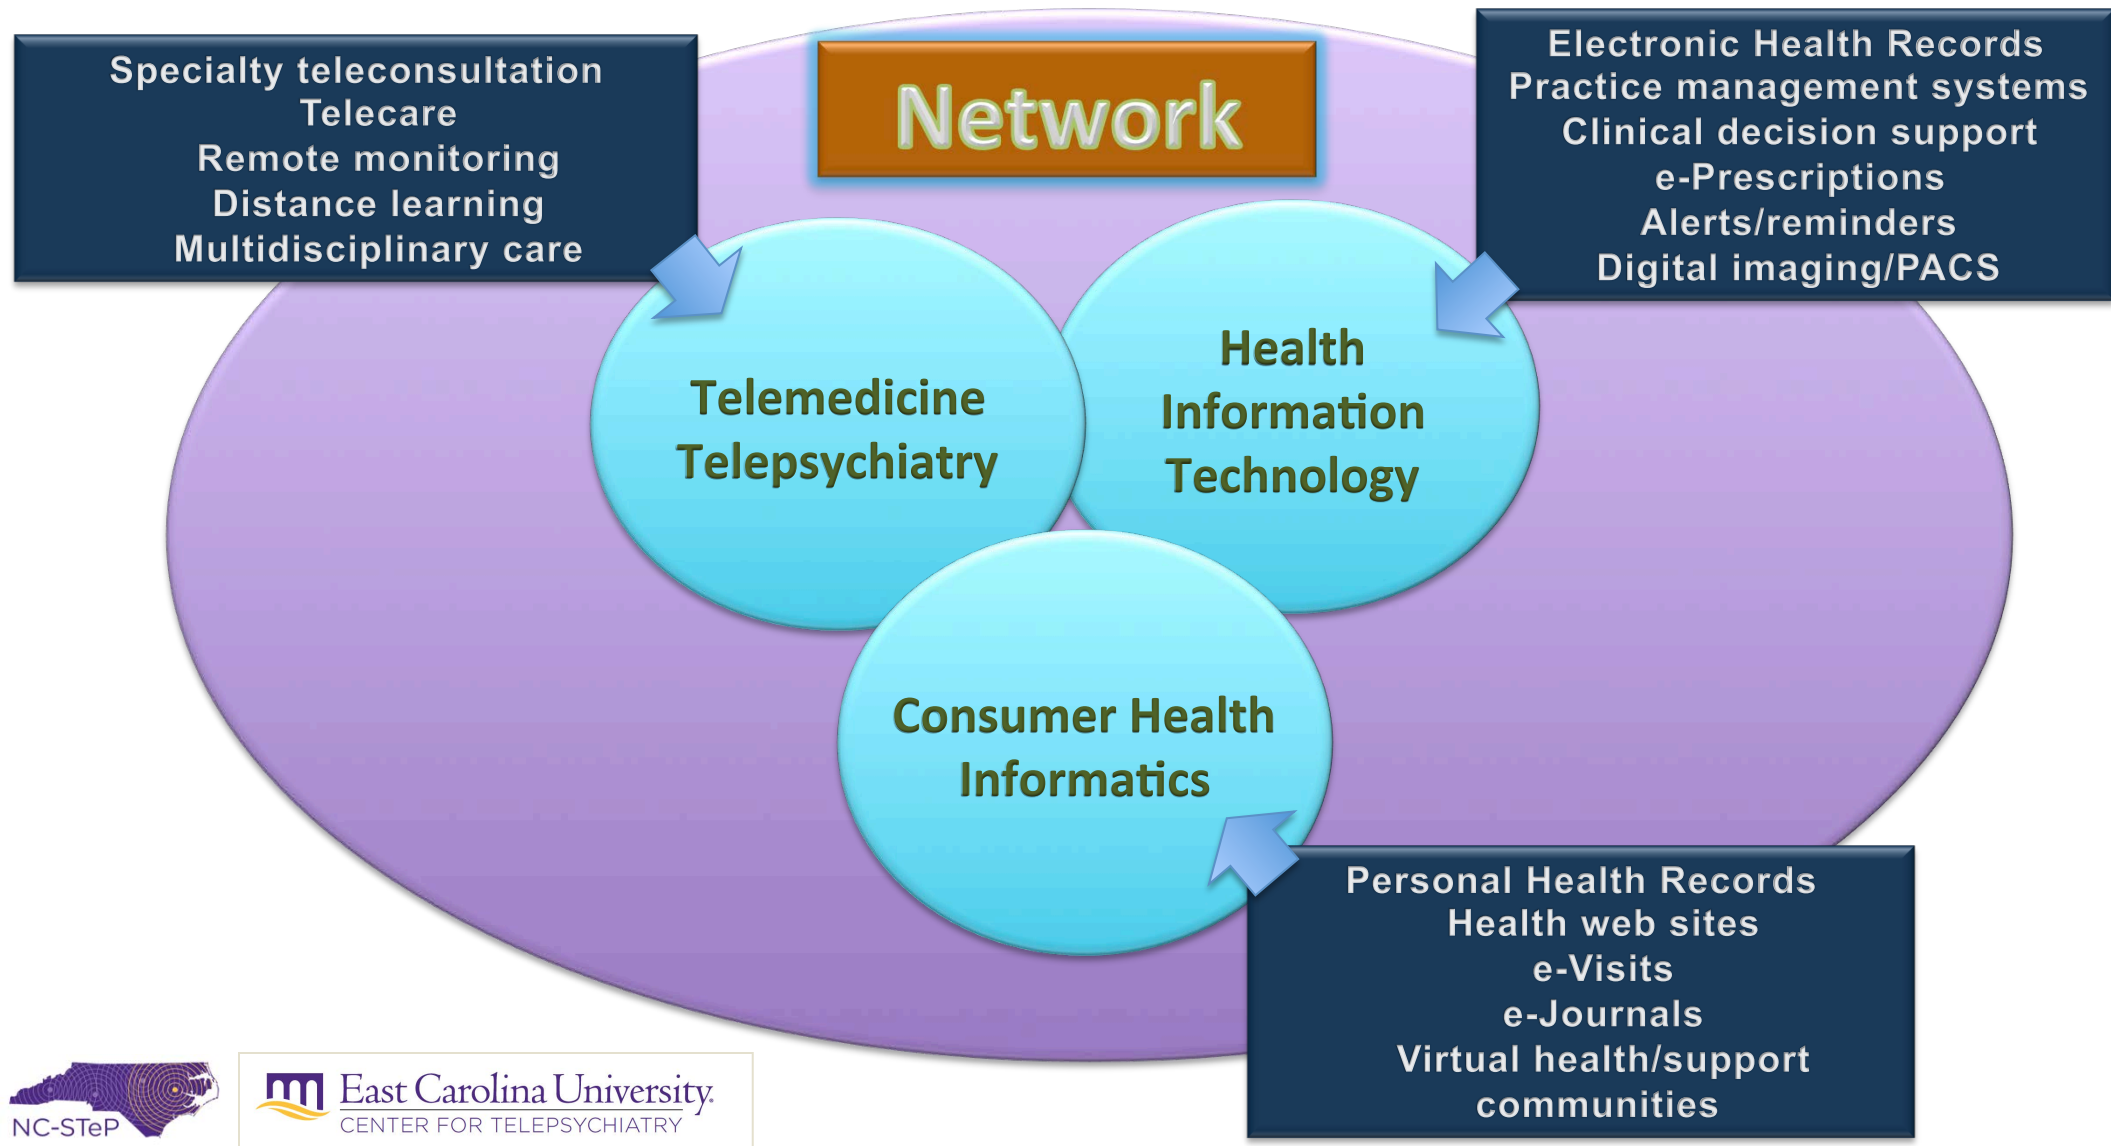 Specialty teleconsultation
Telecare
Remote monitoring
Distance learning
Multidisciplinary care
Network
Electronic Health Records
Practice management systems
Clinical decision support
e-Prescriptions
Alerts/reminders
Digital imaging/PACS
Telemedicine
Telepsychiatry
Health
Information
Technology
Consumer Health
Informatics
Personal Health Records
Health web sites
e-Visits
e-Journals
Virtual health/support
communities
NC-STeP
East Carolina University.
CENTER FOR TELEPSYCHIATRY